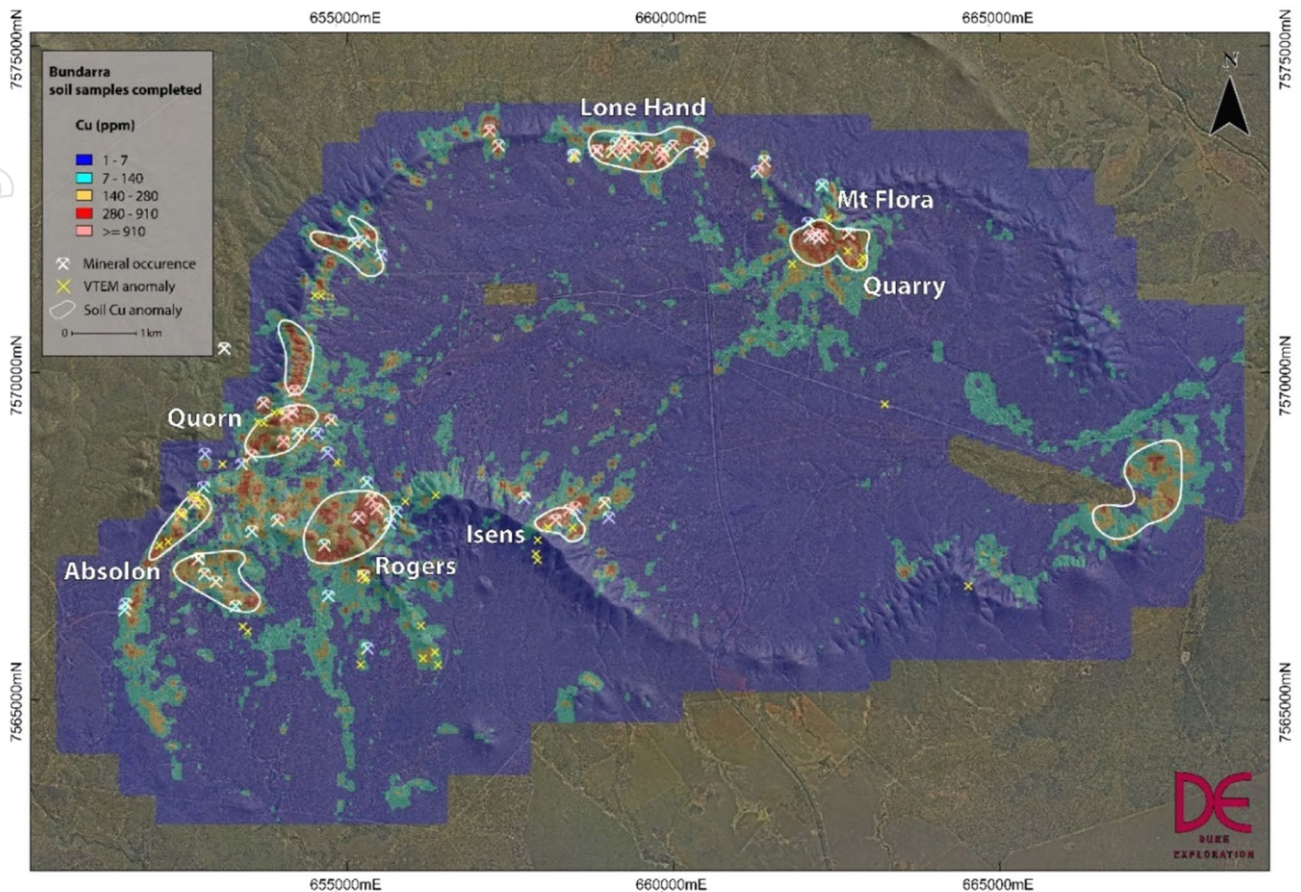 655000mE 660000mE 665000mE
7575000mN 7575000mN
Bundarra
soil samples completed
Cu (ppm)
1 - 7
7 - 140
140 - 280
280 - 910
>= 910
Mineral occurence
VTEM anomaly
Soil Cu anomaly
0 1km
N
Lone Hand
Mt Flora
Quarry
7570000mN 7570000mN
Quorn
Isens
Absolon
Rogers
7565000mN 7565000mN
DE
DUKE
EXPLORATION
655000mE 660000mE 665000mE